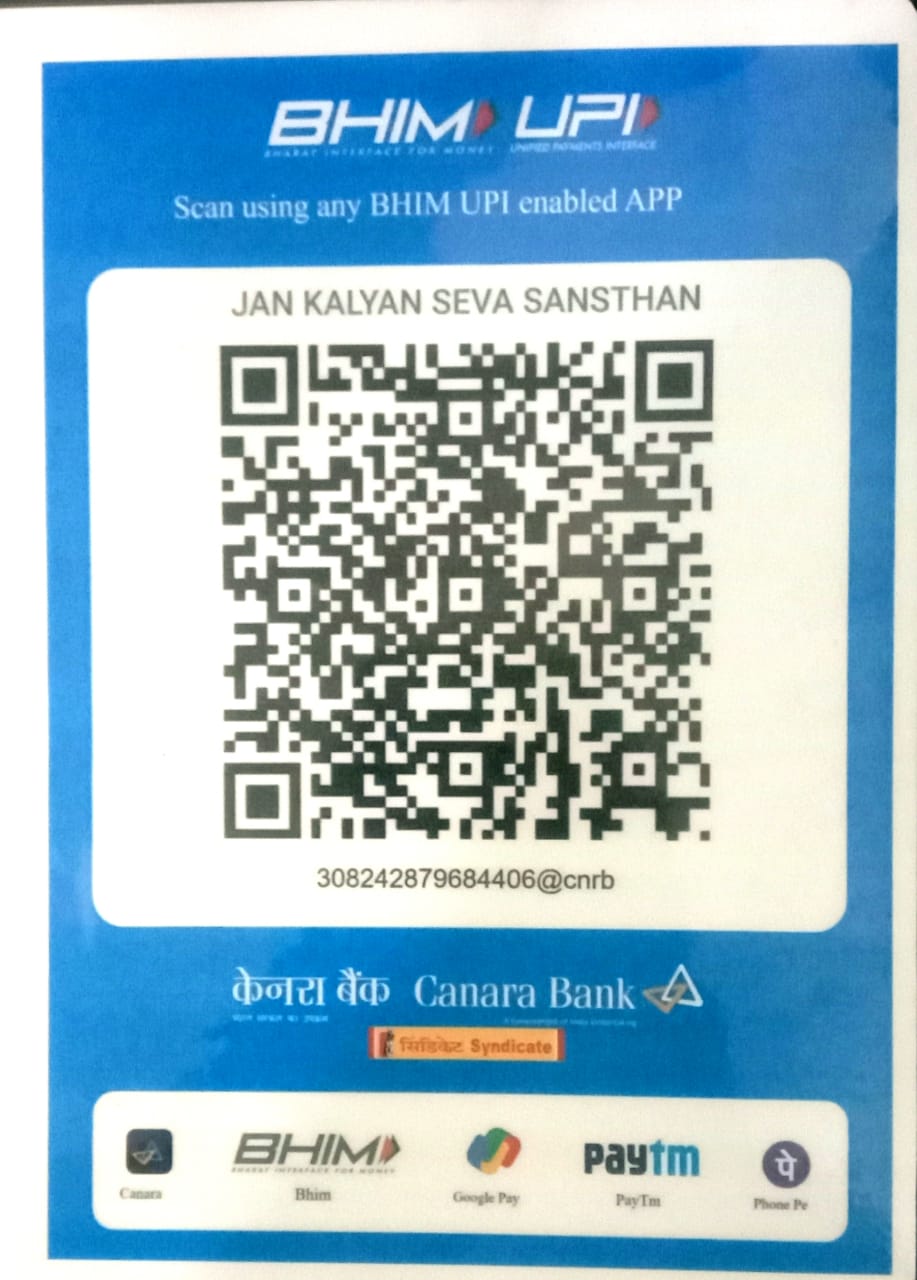 BHIM UPI
BHARAT INTERFACE FOR MONEY UNIFIED PAYMENTS INTERFACE
Scan using any BHIM UPI enabled APP
JAN KALYAN SEVA SANSTHAN
308242879684406@cnrb
केनरा बैंक Canara Bank
सिंडिकेट Syndicate
BHIM
BHARAT INTERFACE FOR MONEY
paytm
पे
Canara Bhim Google Pay PayTm Phone Pe